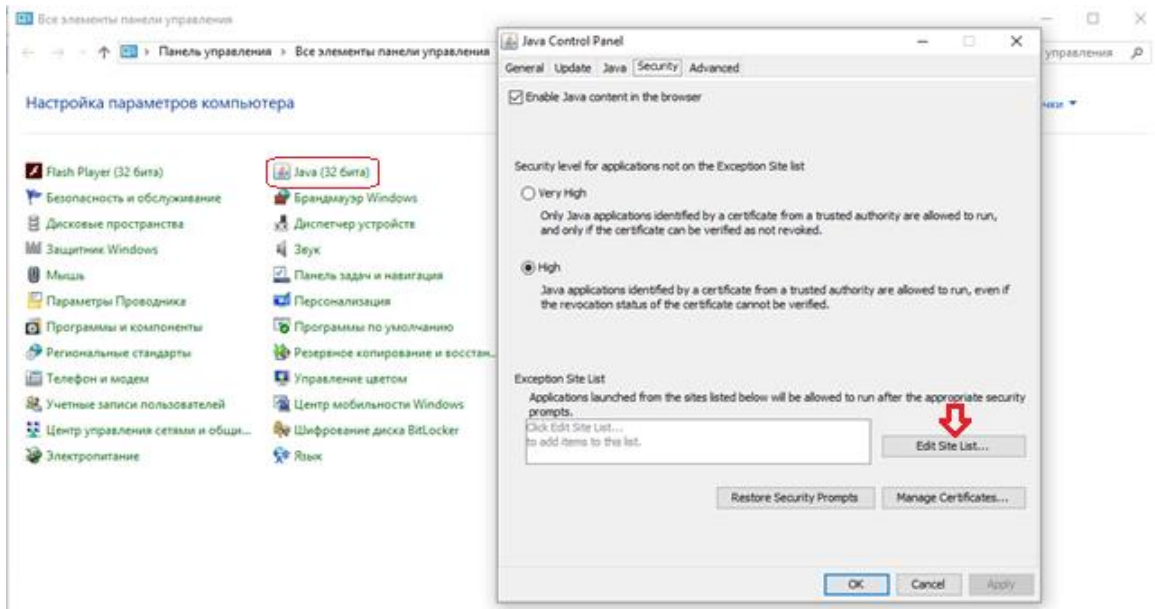 Все элементы панели управления
Панель управления > Все элементы панели управления
управления
Настройка параметров компьютера
Flash Player (32 бита)
Безопасность и обслуживание
Дисковые пространства
Защитник Windows
Мышь
Параметры Проводника
Программы и компоненты
Региональные стандарты
Телефон и модем
Учетные записи пользователей
Центр управления сетями и общи...
Электропитание
Java (32 бита)
Брандмауэр Windows
Диспетчер устройств
Звук
Панель задач и навигация
Персонализация
Программы по умолчанию
Резервное копирование и восстан...
Управление цветом
Центр мобильности Windows
Шифрование диска BitLocker
Язык
Java Control Panel
General Update Java Security Advanced
Enable Java content in the browser
Security level for applications not on the Exception Site list
Very High
Only Java applications identified by a certificate from a trusted authority are allowed to run,
and only if the certificate can be verified as not revoked.
High
Java applications identified by a certificate from a trusted authority are allowed to run, even if
the revocation status of the certificate cannot be verified.
Exception Site List
Applications launched from the sites listed below will be allowed to run after the appropriate security
prompts.
Click Edit Site List...
to add items to this list.
Edit Site List...
Restore Security Prompts
Manage Certificates...
OK
Cancel
Apply